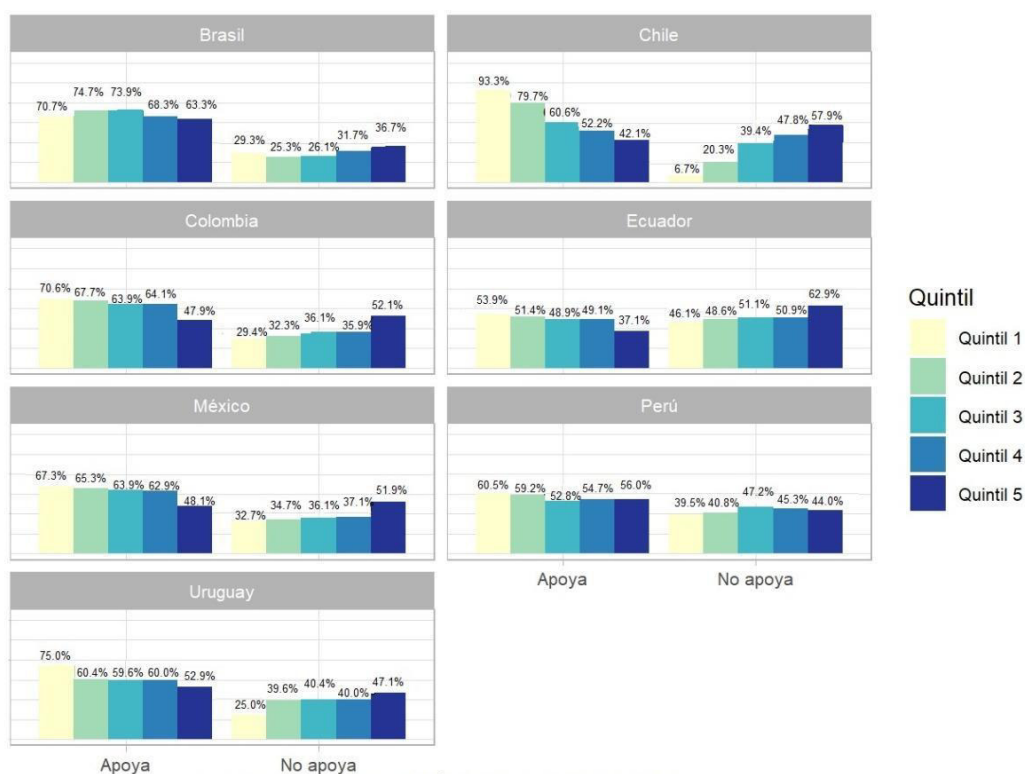 Brasil
70.7% 74.7% 73.9% 68.3% 63.3% 29.3% 25.3% 26.1% 31.7% 36.7%
Chile
93.3% 79.7% 60.6% 52.2% 42.1% 6.7% 20.3% 39.4% 47.8% 57.9%
Colombia
70.6% 67.7% 63.9% 64.1% 47.9% 29.4% 32.3% 36.1% 35.9% 52.1%
Ecuador
53.9% 51.4% 48.9% 49.1% 37.1% 46.1% 48.6% 51.1% 50.9% 62.9%
México
67.3% 65.3% 63.9% 62.9% 48.1% 32.7% 34.7% 36.1% 37.1% 51.9%
Perú
60.5% 59.2% 52.8% 54.7% 56.0% 39.5% 40.8% 47.2% 45.3% 44.0%
Apoya No apoya
Uruguay
75.0% 60.4% 59.6% 60.0% 52.9% 25.0% 39.6% 40.4% 40.0% 47.1%
Apoya No apoya
Quintil
Quintil 1
Quintil 2
Quintil 3
Quintil 4
Quintil 5